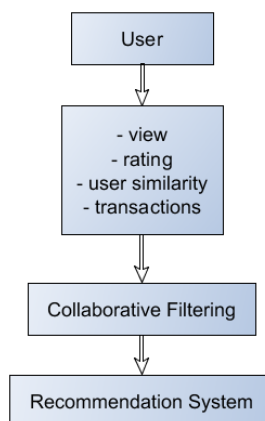 User
- view
- rating
- user similarity
- transactions
Collaborative Filtering
Recommendation System